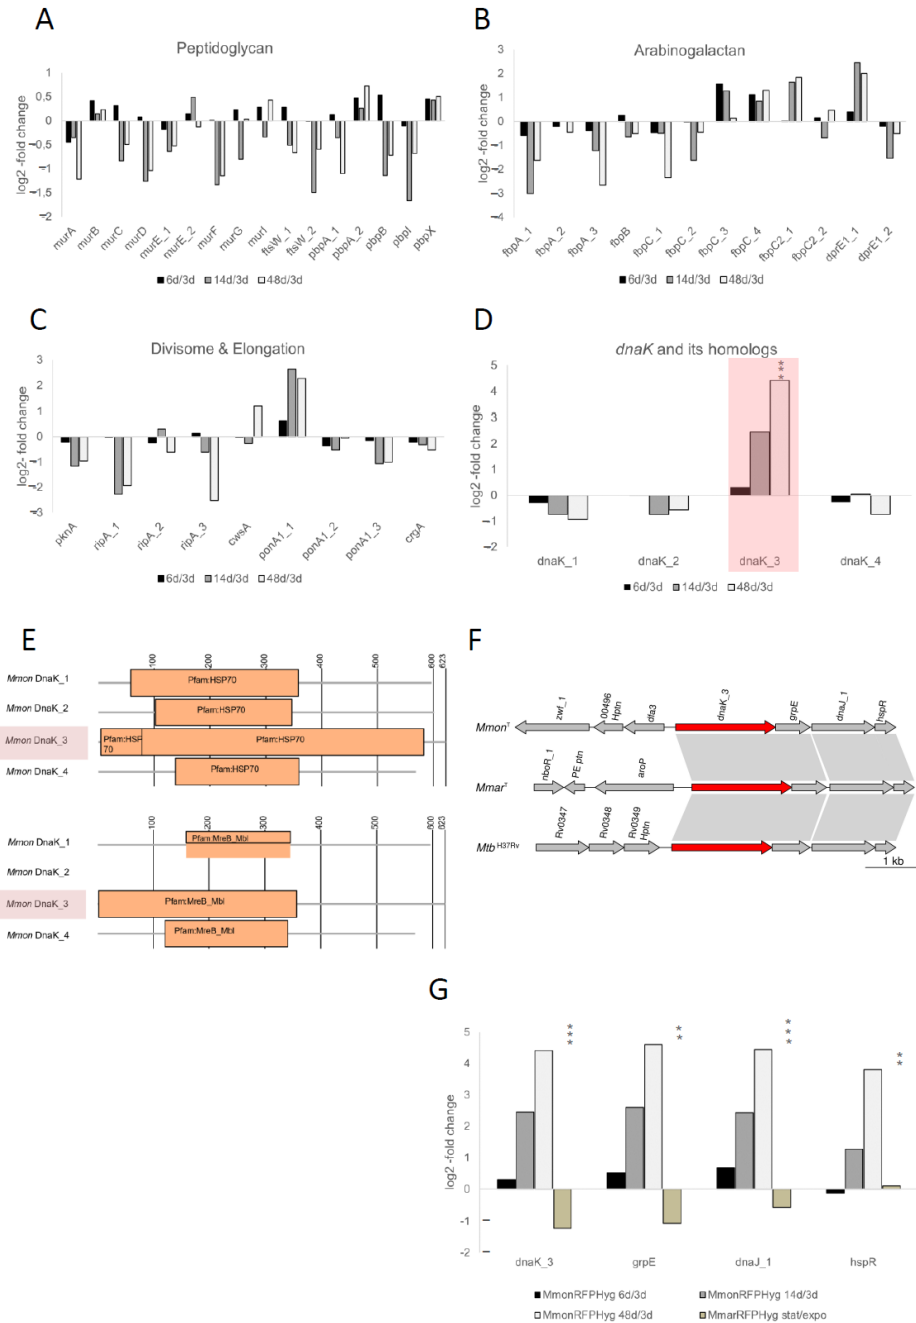 A
Peptidoglycan
log2 -fold change
1
0,5
0
−0,5
−1
−1,5
−2
murA
murB
murC
murD
murE_1
murE_2
murF
murG
murI
ftsW_1
ftsW_2
pbpA_1
pbpA_2
pbpB
pbpI
pbpX
6d/3d 14d/3d 48d/3d
B
Arabinogalactan
log2 -fold change
3
2
1
0
−1
−2
−3
−4
fbpA_1
fbpA_2
fbpA_3
fbpB
fbpC_1
fbpC_2
fbpC_3
fbpC_4
fbpC2_1
fbpC2_2
dprE1_1
dprE1_2
6d/3d 14d/3d 48d/3d
C
Divisome & Elongation
log2- fold change
3
2
1
0
−1
−2
−3
pknA
ripA_1
ripA_2
ripA_3
cwsA
ponA1_1
ponA1_2
ponA1_3
crgA
6d/3d 14d/3d 48d/3d
D
dnaK and its homologs
log2 -fold change
5
4
3
2
1
0
−1
−2
***
dnaK_1 dnaK_2 dnaK_3 dnaK_4
6d/3d 14d/3d 48d/3d
E
100 200 300 400 500 600 623
Mmon DnaK_1 Pfam:HSP70
Mmon DnaK_2 Pfam:HSP70
Mmon DnaK_3 Pfam:HSP
70 Pfam:HSP70
Mmon DnaK_4 Pfam:HSP70
100 200 300 400 500 600 623
Mmon DnaK_1 Pfam:MreB_Mbl
Mmon DnaK_2
Mmon DnaK_3 Pfam:MreB_Mbl
Mmon DnaK_4 Pfam:MreB_Mbl
F
zwf_1
00496
Hptn
dfa3
dnaK_3
grpE
dnaJ_1
hspR
MmonT
nboR_1
PE ptn
aroP
MmarT
Rv0347
Rv0348
Rv0349
Hptn
Mtb H37Rv
1 kb
G
log2 -fold change
5
4
3
2
1
0
−1
-2
***
**
***
**
dnaK_3 grpE dnaJ_1 hspR
MmonRFPHyg 6d/3d MmonRFPHyg 14d/3d
MmonRFPHyg 48d/3d MmarRFPHyg stat/expo